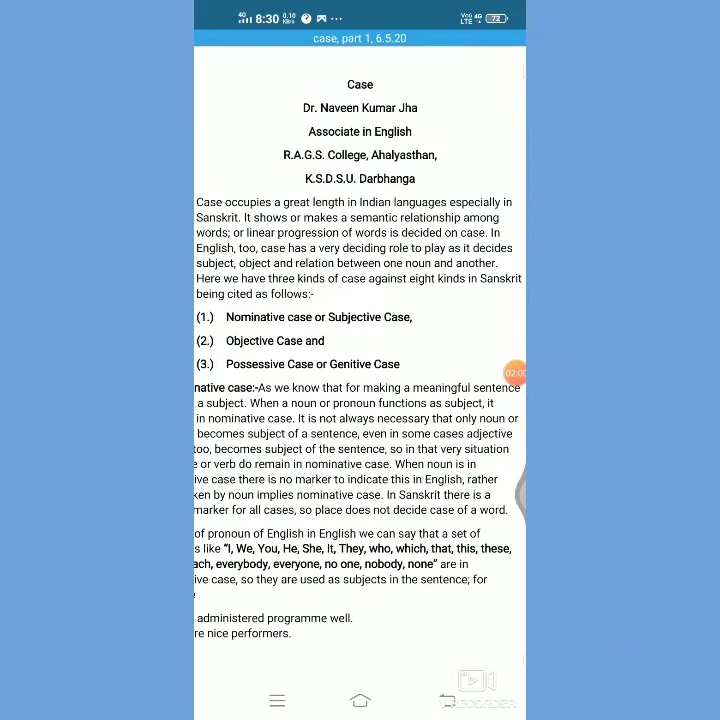 4G 8:30 0.10 KB/s ... VoO LTE 4G 72
case, part 1, 6.5.20
Case
Dr. Naveen Kumar Jha
Associate in English
R.A.G.S. College, Ahalyasthan,
K.S.D.S.U. Darbhanga
Case occupies a great length in Indian languages especially in
Sanskrit. It shows or makes a semantic relationship among
words; or linear progression of words is decided on case. In
English, too, case has a very deciding role to play as it decides
subject, object and relation between one noun and another.
Here we have three kinds of case against eight kinds in Sanskrit
being cited as follows:-
(1.) Nominative case or Subjective Case,
(2.) Objective Case and
(3.) Possessive Case or Genitive Case
02:00
native case:-As we know that for making a meaningful sentence
a subject. When a noun or pronoun functions as subject, it
in nominative case. It is not always necessary that only noun or
becomes subject of a sentence, even in some cases adjective
too, becomes subject of the sentence, so in that very situation
e or verb do remain in nominative case. When noun is in
ive case there is no marker to indicate this in English, rather
ken by noun implies nominative case. In Sanskrit there is a
marker for all cases, so place does not decide case of a word.
of pronoun of English in English we can say that a set of
s like “I, We, You, He, She, It, They, who, which, that, this, these,
ach, everybody, everyone, no one, nobody, none” are in
ive case, so they are used as subjects in the sentence; for
administered programme well.
re nice performers.
RECORDER